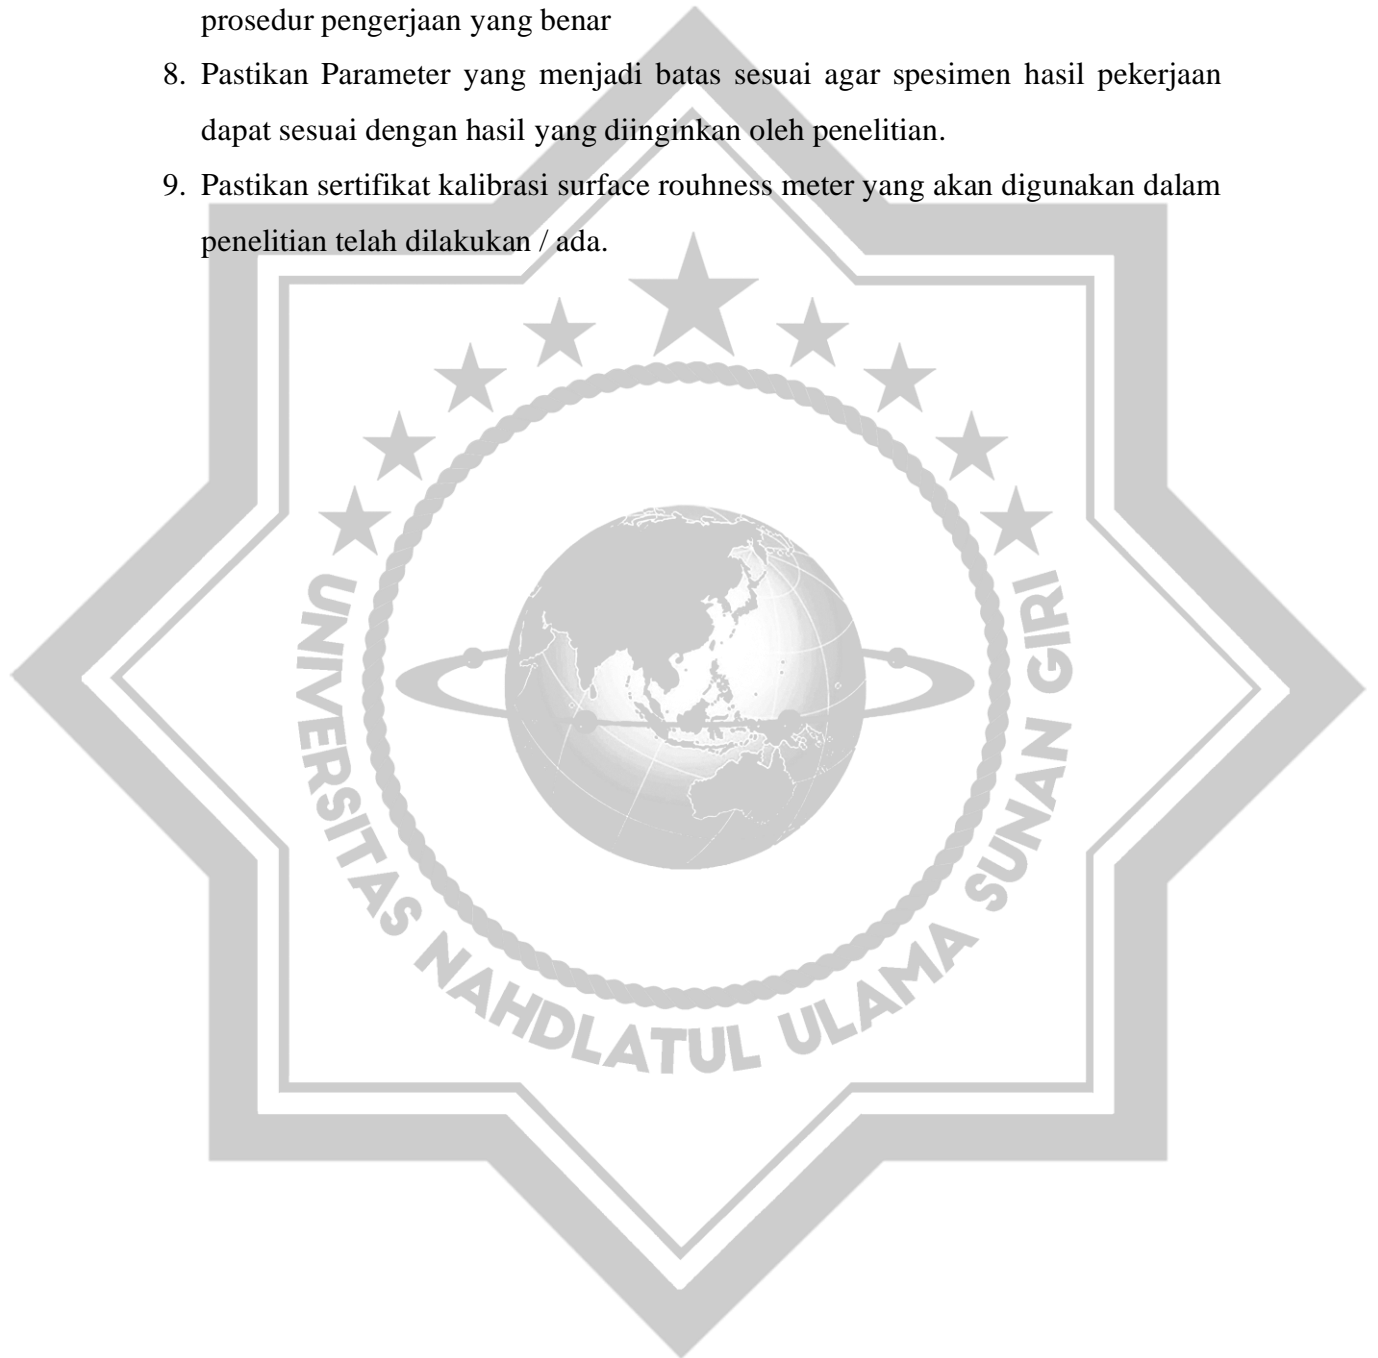 prosedur pengerjaan yang benar
8. Pastikan Parameter yang menjadi batas sesuai agar spesimen hasil pekerjaan
dapat sesuai dengan hasil yang diinginkan oleh penelitian.
9. Pastikan sertifikat kalibrasi surface rouhness meter yang akan digunakan dalam
penelitian telah dilakukan / ada.
UNIVERSITAS NAHDLATUL ULAMA SUNAN GIRI